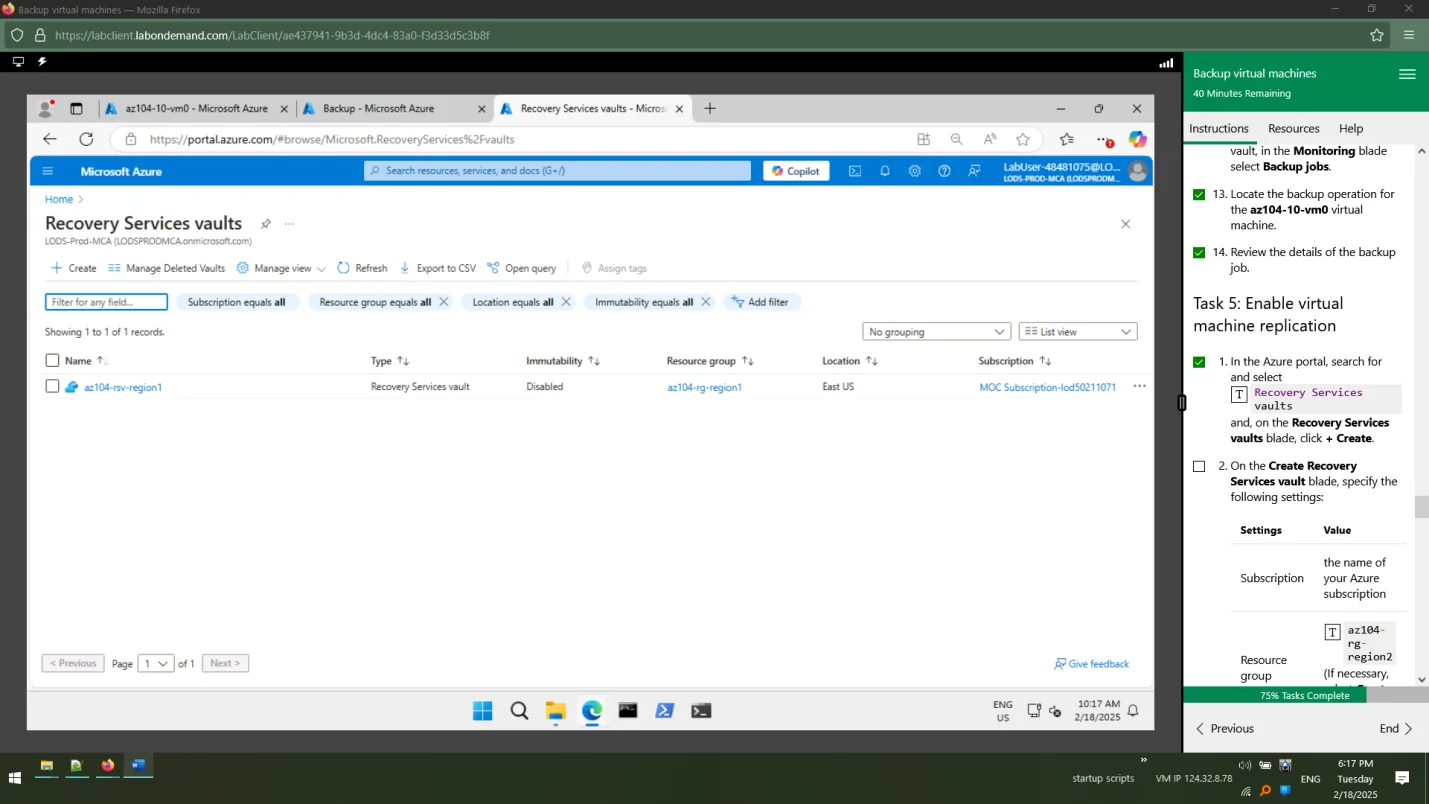 Backup virtual machines — Mozilla Firefox
https://labclient.labondemand.com/LabClient/ae437941-9b3d-4dc4-83a0-f3d33d5c3b8f
az104-10-vm0 - Microsoft Azure
Backup - Microsoft Azure
Recovery Services vaults - Micros
https://portal.azure.com/#browse/Microsoft.RecoveryServices%2Fvaults
Microsoft Azure
Search resources, services, and docs (G+/)
Copilot
LabUser-48481075@LO...
LODS-PROD-MCA (LODSPRODM...
Home >
Recovery Services vaults
LODS-Prod-MCA (LODSPRODMCA.onmicrosoft.com)
Create
Manage Deleted Vaults
Manage view
Refresh
Export to CSV
Open query
Assign tags
Filter for any field...
Subscription equals all
Resource group equals all
Location equals all
Immutability equals all
Add filter
Showing 1 to 1 of 1 records.
No grouping
List view
Name
Type
Immutability
Resource group
Location
Subscription
az104-rsv-region1
Recovery Services vault
Disabled
az104-rg-region1
East US
MOC Subscription-lod50211071
< Previous
Page
1
of 1
Next >
Give feedback
ENG
US
10:17 AM
2/18/2025
Backup virtual machines
40 Minutes Remaining
Instructions
Resources
Help
vault, in the Monitoring blade
select Backup jobs.
13. Locate the backup operation for
the az104-10-vm0 virtual
machine.
14. Review the details of the backup
job.
Task 5: Enable virtual
machine replication
1. In the Azure portal, search for
and select
T Recovery Services
vaults
and, on the Recovery Services
vaults blade, click + Create.
2. On the Create Recovery
Services vault blade, specify the
following settings:
Settings
Value
Subscription
the name of
your Azure
subscription
Resource
group
T az104-
rg-
region2
(If necessary,
75% Tasks Complete
Previous
End
startup scripts
VM IP 124.32.8.78
ENG
6:17 PM
Tuesday
2/18/2025